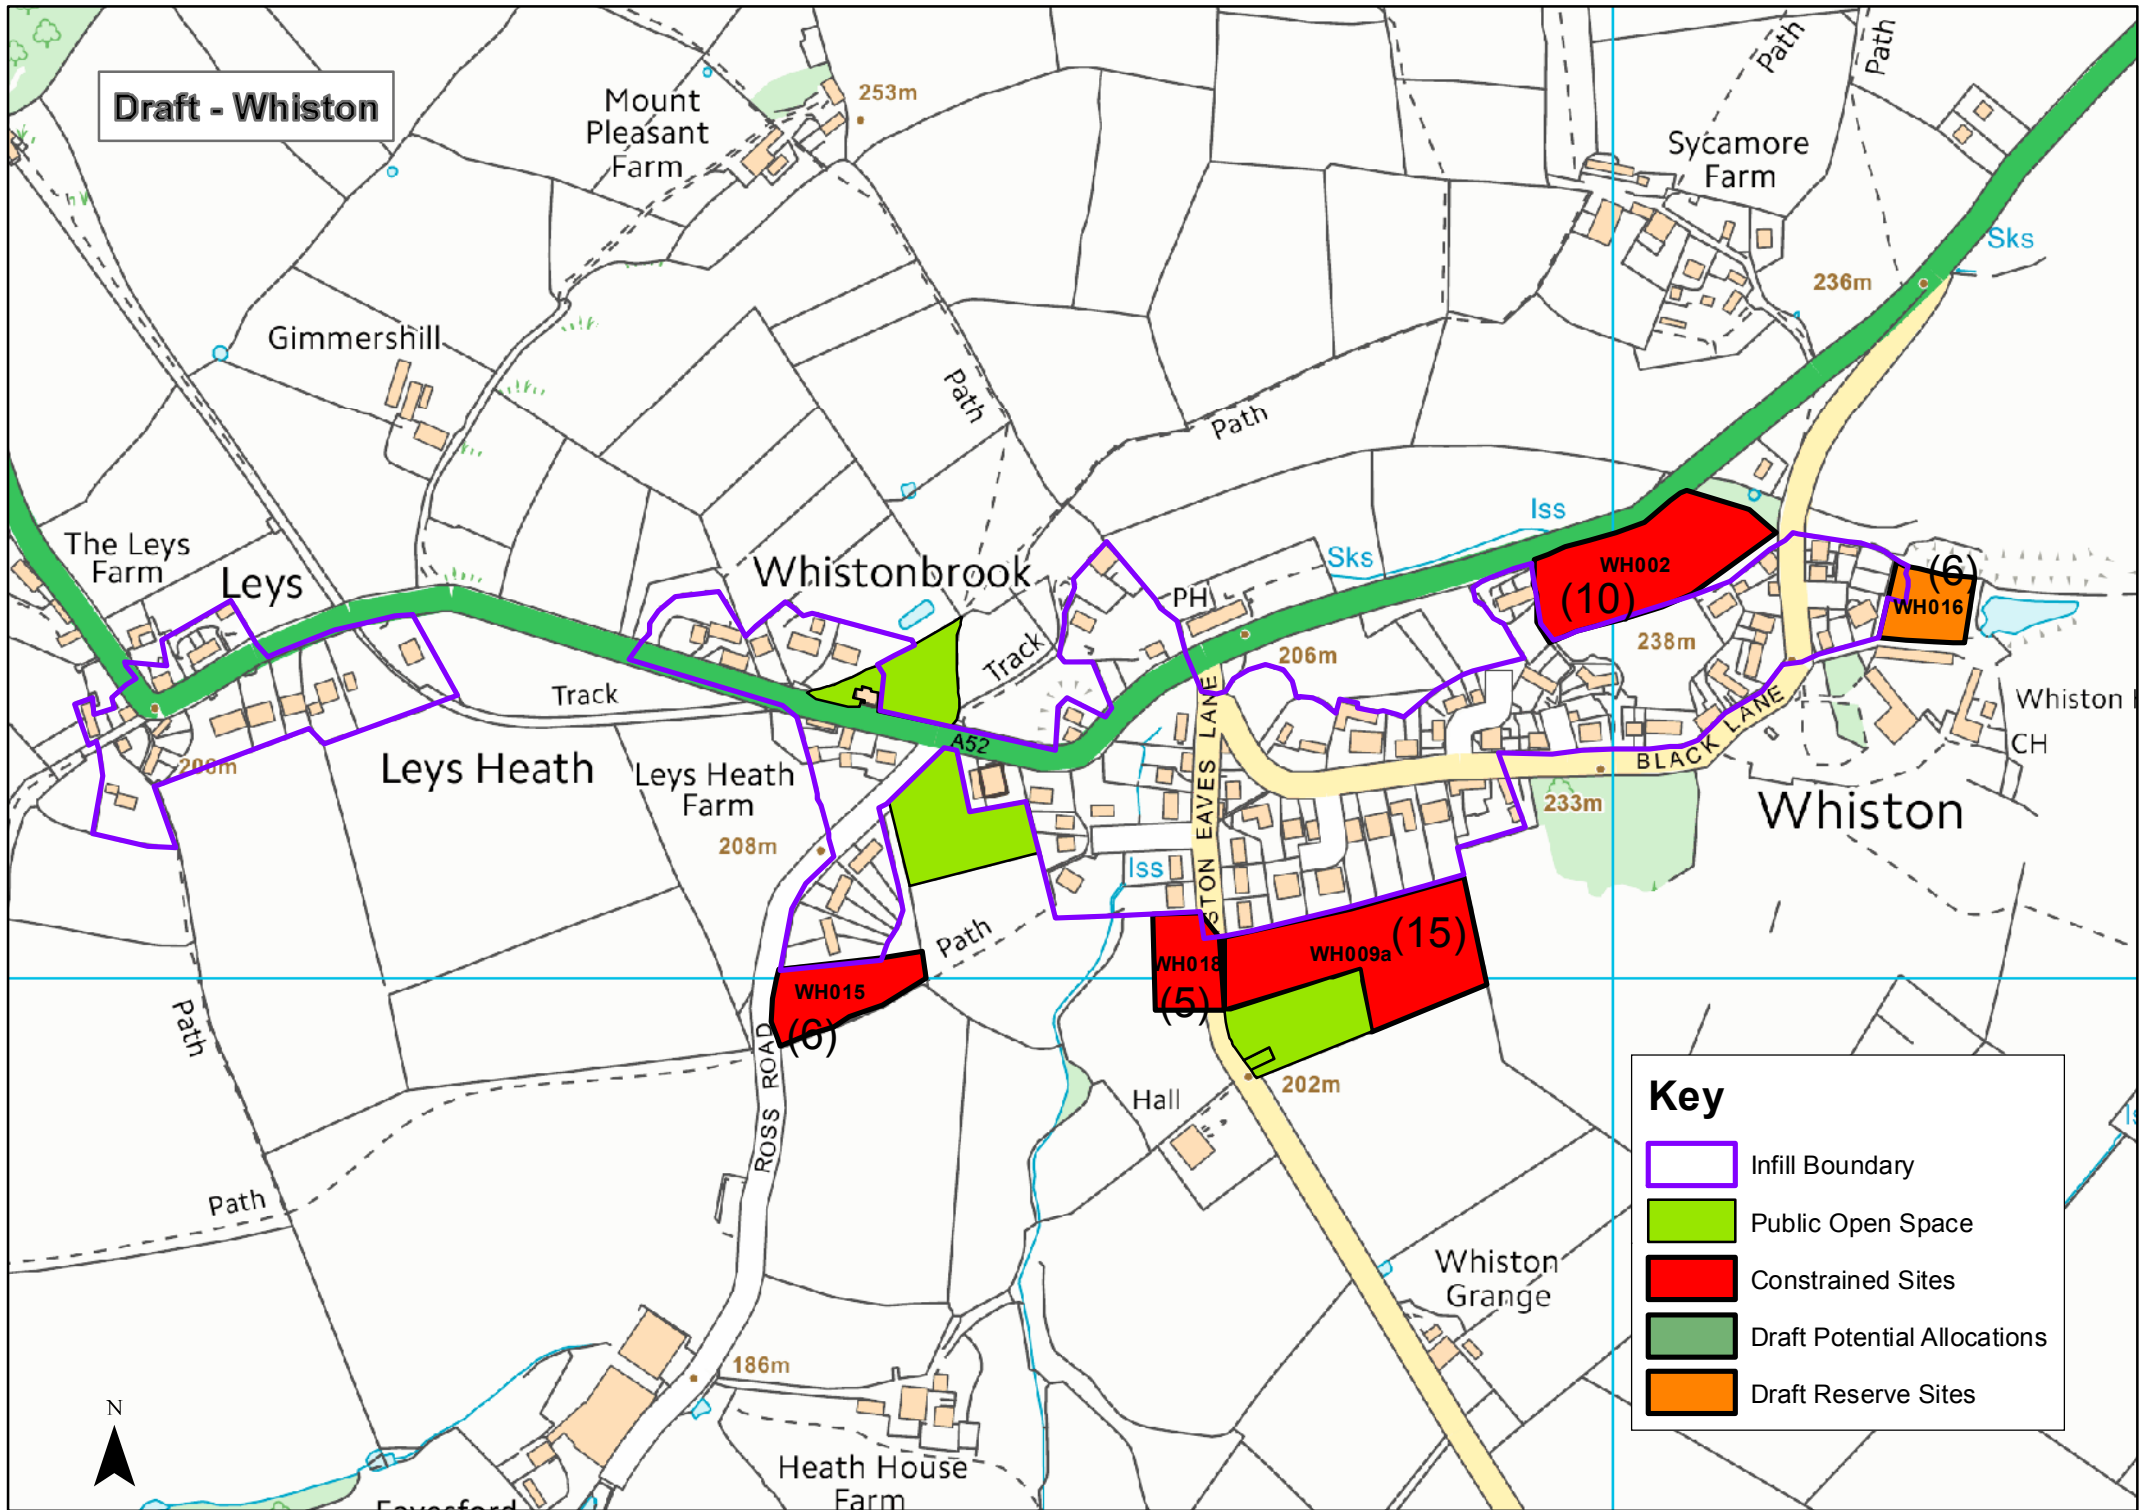 Draft - Whiston
Mount
Pleasant
Farm
253m
Path
Path
Sycamore
Farm
Sks
236m
Gimmershill
Path
Path
The Leys
Farm
Leys
Whistonbrook
Iss
Sks
PH
WH002
(10)
(6)
WH016
238m
206m
Track
Track
A52
Leys Heath
Leys Heath
Farm
208m
Iss
BLACK LANE
233m
Whiston
Whiston
CH
Path
WH015
(6)
WH018
(5)
WH009a
(15)
Path
ROSS ROAD
Path
Hall
202m
Whiston
Grange
186m
Heath House
Farm
N
Key
Infill Boundary
Public Open Space
Constrained Sites
Draft Potential Allocations
Draft Reserve Sites